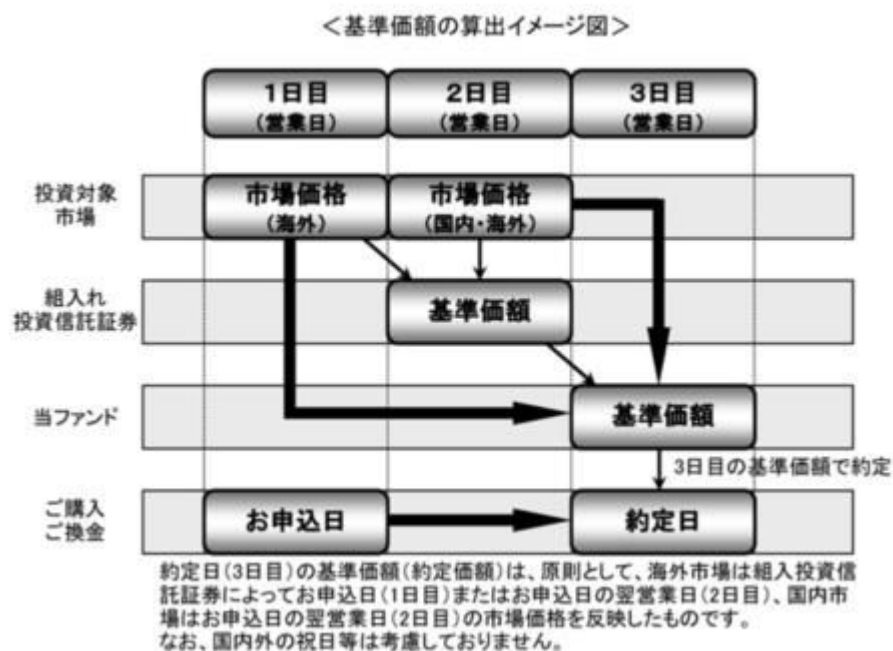 ＜基準価額の算出イメージ図＞
1日目
（営業日）
2日目
（営業日）
3日目
（営業日）
投資対象
市場
市場価格
（海外）
市場価格
（国内・海外）
組入れ
投資信託証券
基準価額
当ファンド
基準価額
3日目の基準価額で約定
ご購入
ご換金
お申込日
約定日
約定日(3日目)の基準価額(約定価額)は、原則として、海外市場は組入投資信
託証券によってお申込日(1日目)またはお申込日の翌営業日(2日目)、国内市
場はお申込日の翌営業日(2日目)の市場価格を反映したものです。
なお、国内外の祝日等は考慮しておりません。